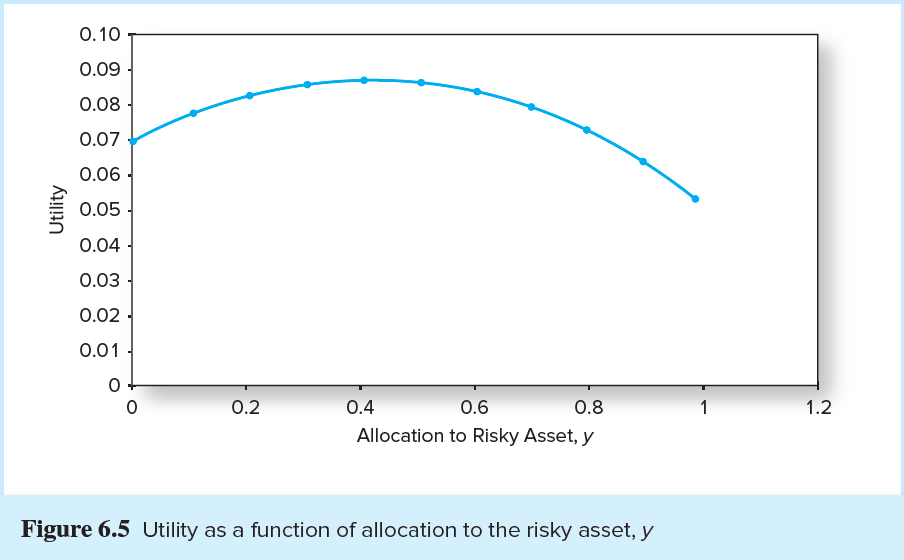 0.10
0.09
0.08
0.07
0.06
0.05
0.04
0.03
0.02
0.01
0
Utility
0 0.2 0.4 0.6 0.8 1 1.2
Allocation to Risky Asset, y
Figure 6.5 Utility as a function of allocation to the risky asset, y